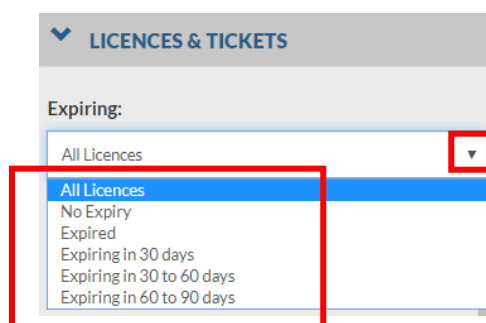 LICENCES & TICKETS
Expiring:
All Licences
All Licences
No Expiry
Expired
Expiring in 30 days
Expiring in 30 to 60 days
Expiring in 60 to 90 days